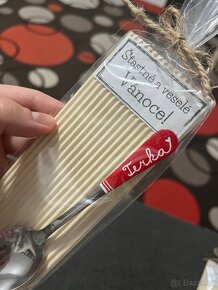 Šťastné a veselé
Vánoce!
Terka